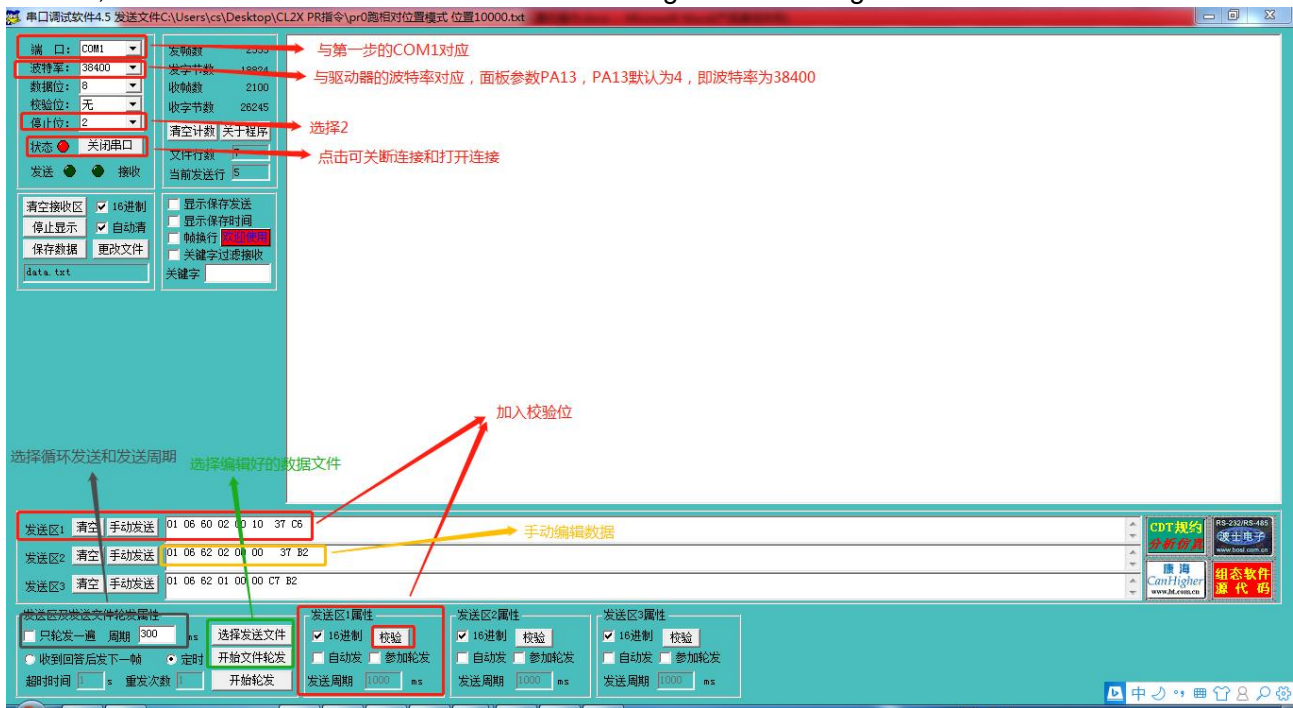 串口调试软件4.5 发送文件C:\Users\cs\Desktop\CL2X PR指令\pr0跑相对位置模式 位置10000.txt
端 口: COM1
波特率: 38400
数据位: 8
校验位: 无
停止位: 2
状态 关闭串口
发送 接收
发帧数
发字节数
收帧数 2100
收字节数 26245
清空计数 关于程序
文件行数
当前发送行 5
与第一步的COM1对应
与驱动器的波特率对应，面板参数PA13，PA13默认为4，即波特率为38400
选择2
点击可关断连接和打开连接
清空接收区 16进制
停止显示 自动清
保存数据 更改文件
data.txt
显示保存发送
显示保存时间
帧换行 欢迎使用
关键字过滤接收
关键字
加入校验位
选择循环发送和发送周期
选择编辑好的数据文件
发送区1 清空 手动发送 01 06 60 02 00 10 37 C6
手动编辑数据
发送区2 清空 手动发送 01 06 62 02 00 00 37 B2
发送区3 清空 手动发送 01 06 62 01 00 00 C7 B2
CDT规约
分析仿真
RS-232/RS-485
波士电子
www.bosi.com.cn
康海
CanHigher
www.ht.com.cn
组态软件
源代码
发送区及发送文件轮发属性
只轮发一遍 周期 300 ms
收到回答后发下一帧 定时
超时时间 1 s 重发次数 1
选择发送文件
开始文件轮发
开始轮发
发送区1属性
16进制 校验
自动发 参加轮发
发送周期 1000 ms
发送区2属性
16进制 校验
自动发 参加轮发
发送周期 1000 ms
发送区3属性
16进制 校验
自动发 参加轮发
发送周期 1000 ms
中